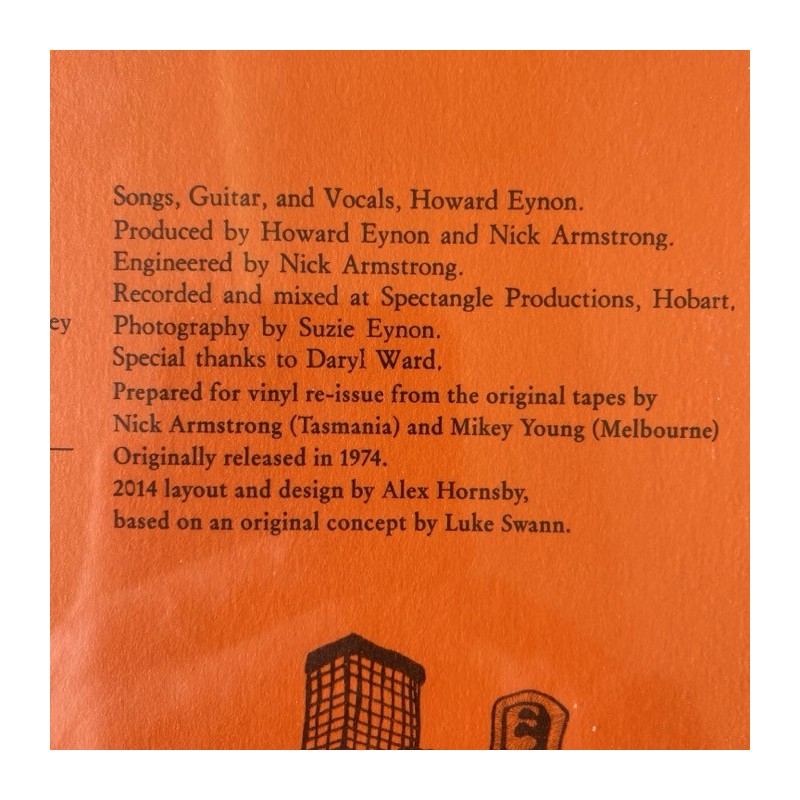 Songs, Guitar, and Vocals, Howard Eynon.
Produced by Howard Eynon and Nick Armstrong.
Engineered by Nick Armstrong.
Recorded and mixed at Spectangle Productions, Hobart.
ey
Photography by Suzie Eynon.
Special thanks to Daryl Ward.
Prepared for vinyl re-issue from the original tapes by
Nick Armstrong (Tasmania) and Mikey Young (Melbourne)
Originally released in 1974.
2014 layout and design by Alex Hornsby,
based on an original concept by Luke Swann.